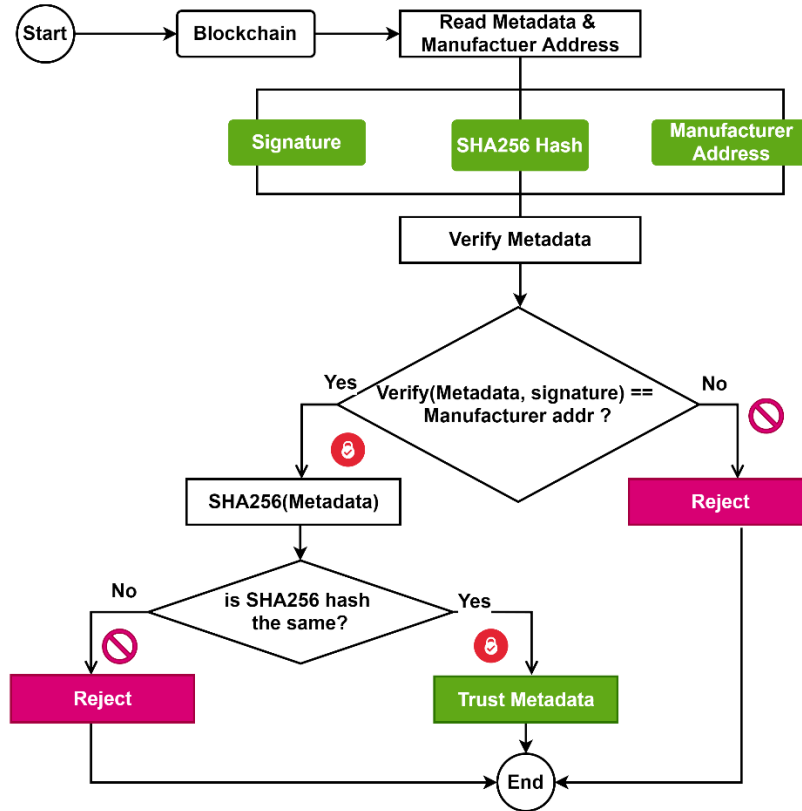 Start
Blockchain
Read Metadata &
Manufactuer Address
Signature
SHA256 Hash
Manufacturer
Address
Verify Metadata
Yes
Verify(Metadata, signature) ==
Manufacturer addr ?
No
SHA256(Metadata)
Reject
No
is SHA256 hash
the same?
Yes
Reject
Trust Metadata
End